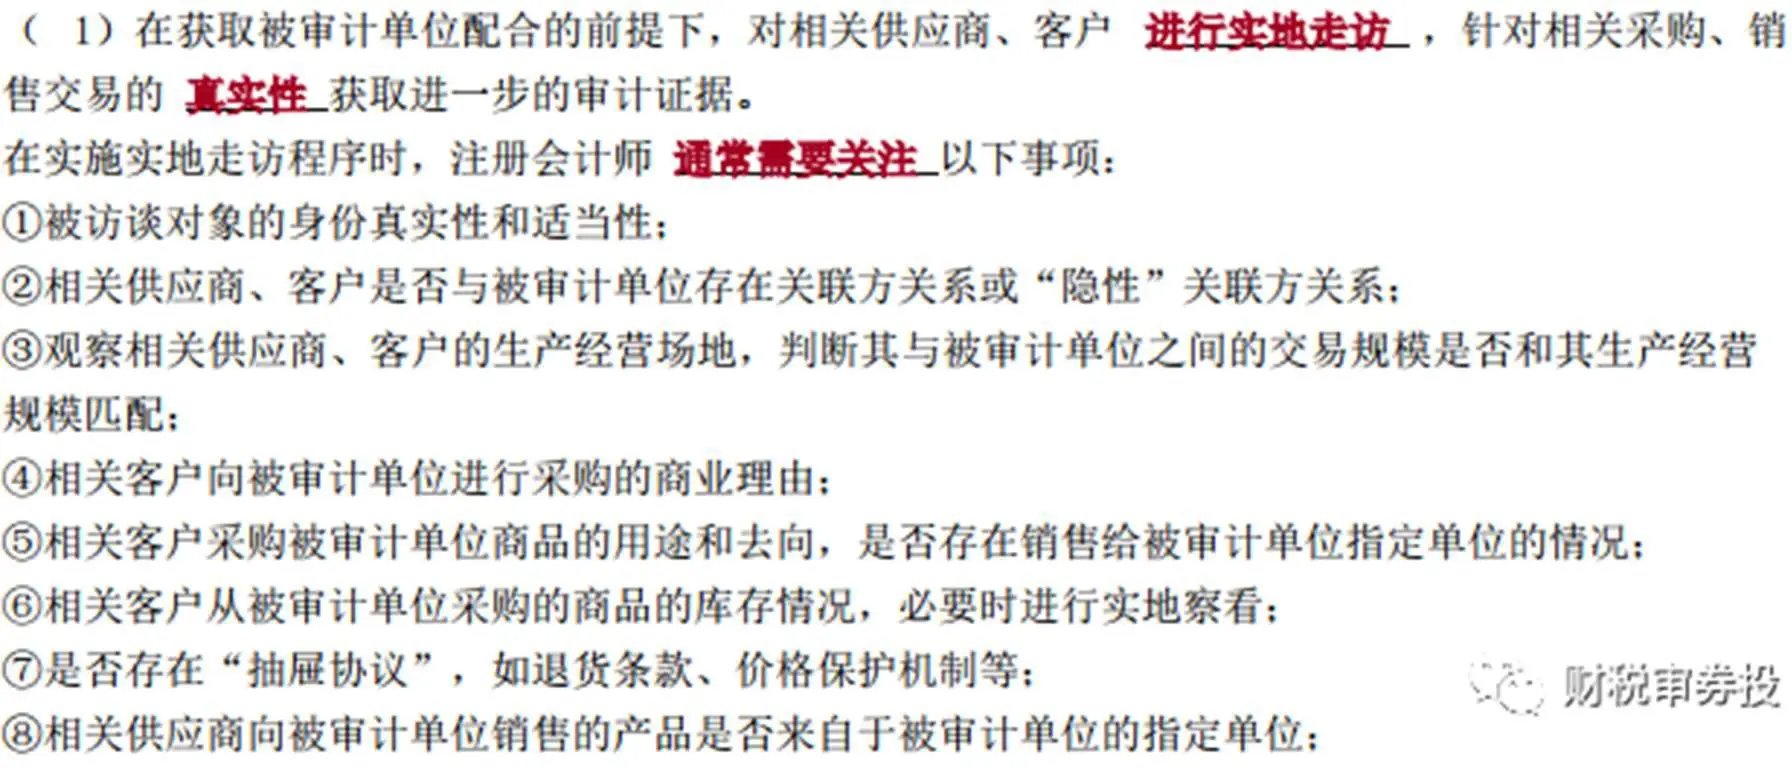 （ 1）在获取被审计单位配合的前提下，对相关供应商、客户 进行实地走访 ，针对相关采购、销
售交易的 真实性 获取进一步的审计证据。
在实施实地走访程序时，注册会计师 通常需要关注 以下事项：
①被访谈对象的身份真实性和适当性；
②相关供应商、客户是否与被审计单位存在关联方关系或“隐性”关联方关系；
③观察相关供应商、客户的生产经营场地，判断其与被审计单位之间的交易规模是否和其生产经营
规模匹配；
④相关客户向被审计单位进行采购的商业理由；
⑤相关客户采购被审计单位商品的用途和去向，是否存在销售给被审计单位指定单位的情况；
⑥相关客户从被审计单位采购的商品的库存情况，必要时进行实地察看；
⑦是否存在“抽屉协议”，如退货条款、价格保护机制等；
财税审券投
⑧相关供应商向被审计单位销售的产品是否来自于被审计单位的指定单位；